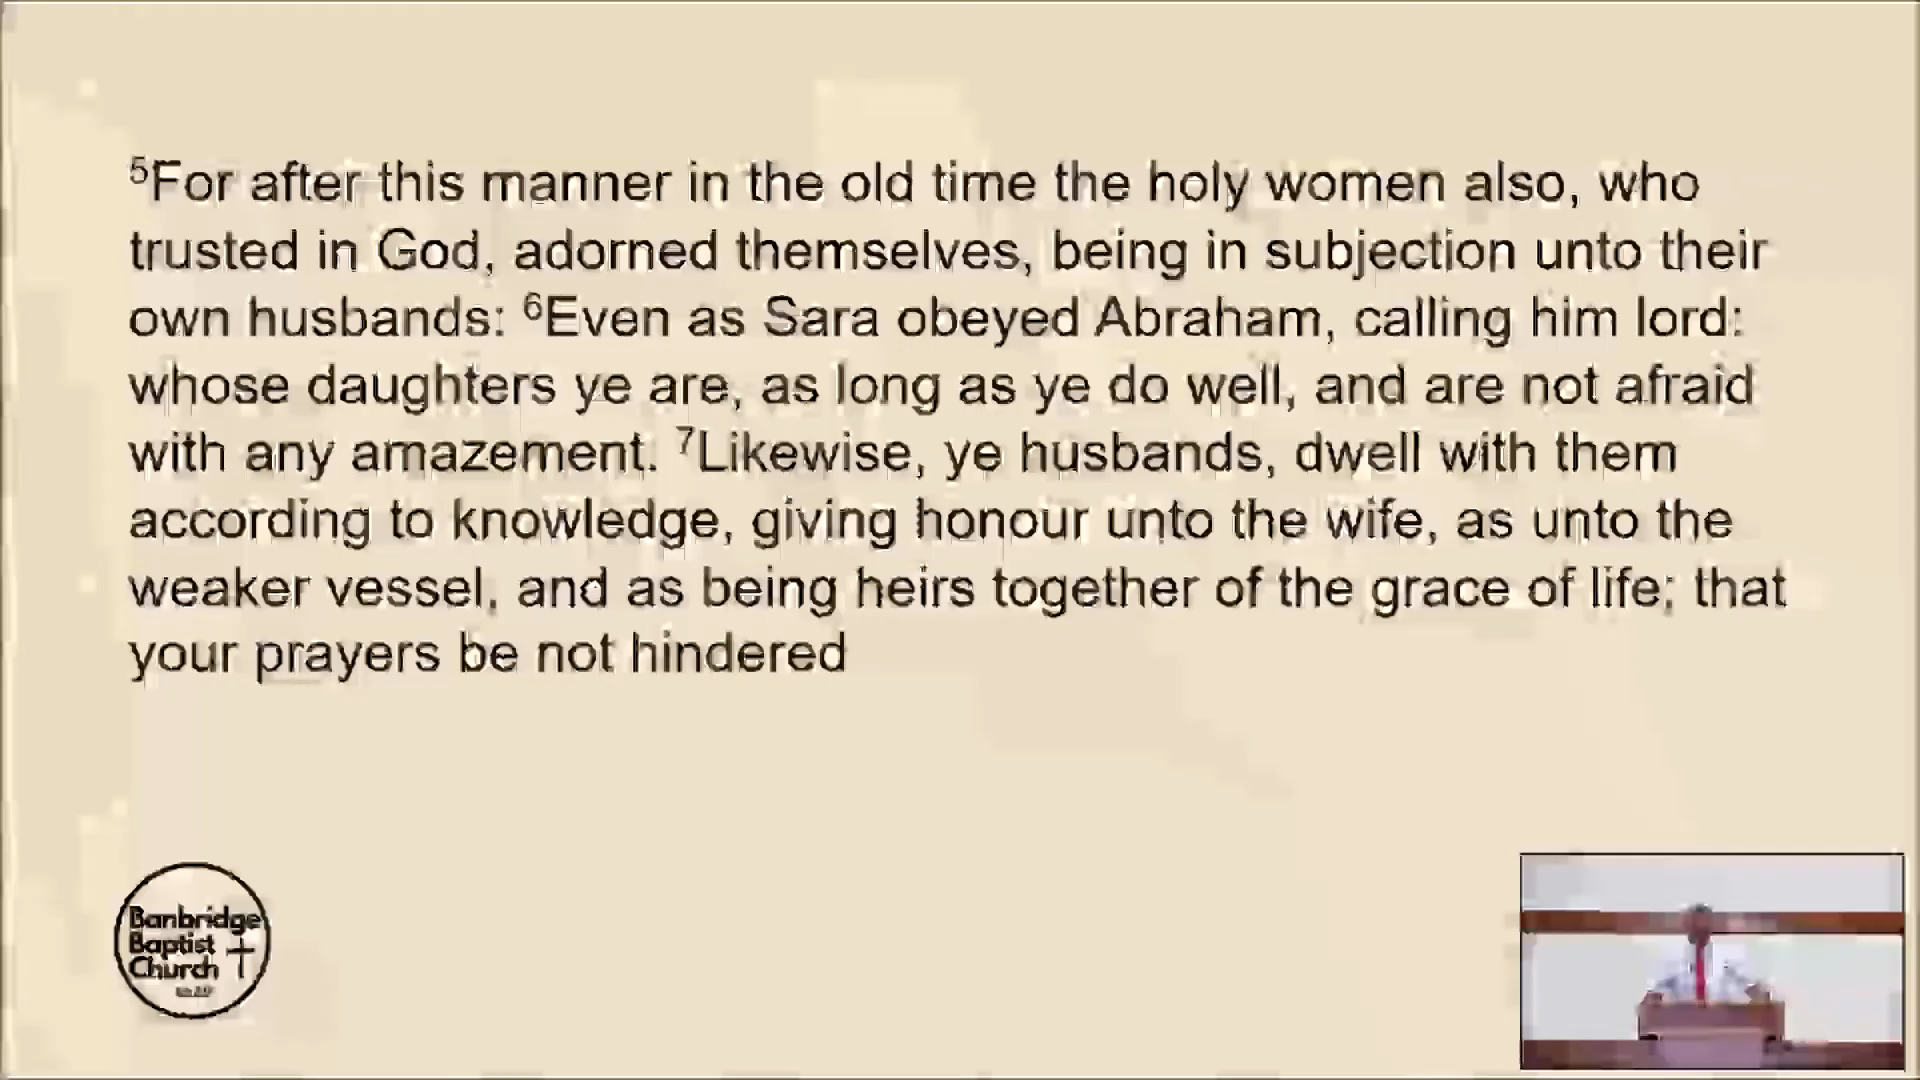 ⁵For after this manner in the old time the holy women also, who
trusted in God, adorned themselves, being in subjection unto their
own husbands: ⁶Even as Sara obeyed Abraham, calling him lord:
whose daughters ye are, as long as ye do well, and are not afraid
with any amazement. ⁷Likewise, ye husbands, dwell with them
according to knowledge, giving honour unto the wife, as unto the
weaker vessel, and as being heirs together of the grace of life; that
your prayers be not hindered
Banbridge
Baptist
Church